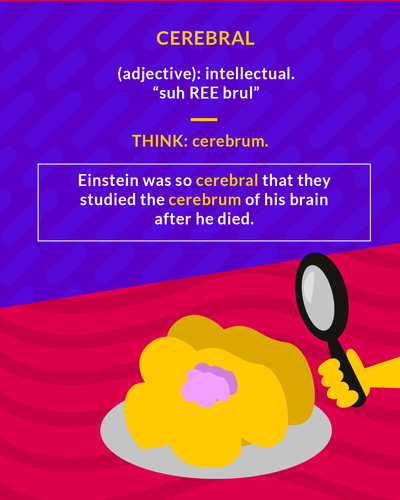 CEREBRAL
(adjective): intellectual.
“suh REE brul”
THINK: cerebrum.
Einstein was so cerebral that they
studied the cerebrum of his brain
after he died.